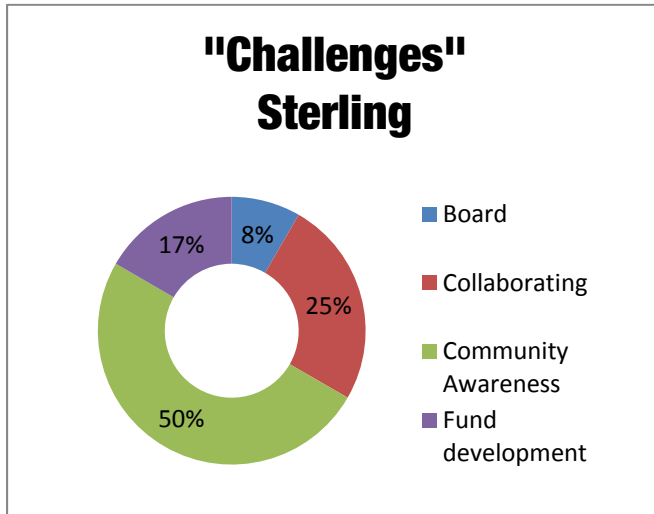 "Challenges"
Sterling
8%
17%
25%
50%
Board
Collaborating
Community
Awareness
Fund
development